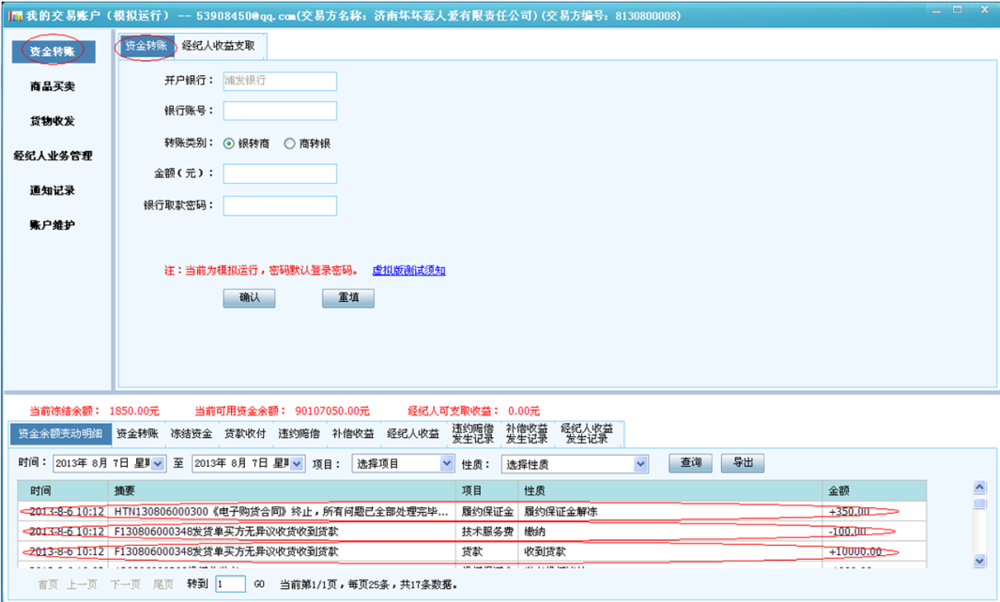 我的交易账户（模拟运行） -- 53908450@qq.com(交易方名称：济南坏坏惹人爱有限责任公司)(交易方编号：8130800008)
资金转账
商品买卖
货物收发
经纪人业务管理
通知记录
账户维护
资金转账 经纪人收益支取
开户银行： 浦发银行
银行账号：
转账类别： 银转商 商转银
金额（元）：
银行取款密码：
注：当前为模拟运行，密码默认登录密码。 虚拟版测试须知
确认 重填
当前冻结余额： 1850.00元 当前可用资金余额： 90107050.00元 经纪人可支取收益： 0.00元
资金余额变动明细 资金转账 冻结资金 货款收付 违约赔偿 补偿收益 经纪人收益 违约赔偿发生记录 补偿收益发生记录 经纪人收益发生记录
时间： 2013年 8月 7日 星期 至 2013年 8月 7日 星期 项目： 选择项目 性质： 选择性质 查询 导出
时间 摘要 项目 性质 金额
2013-8-6 10:12 HTN130806000300《电子购货合同》终止，所有问题已全部处理完毕... 履约保证金 履约保证金解冻 +350.00
2013-8-6 10:12 F130806000348发货单买方无异议收货收到货款 技术服务费 缴纳 -100.00
2013-8-6 10:12 F130806000348发货单买方无异议收货收到货款 货款 收到货款 +10000.00
首页 上一页 下一页 尾页 转到 1 GO 当前第1/1页，每页25条，共17条数据。